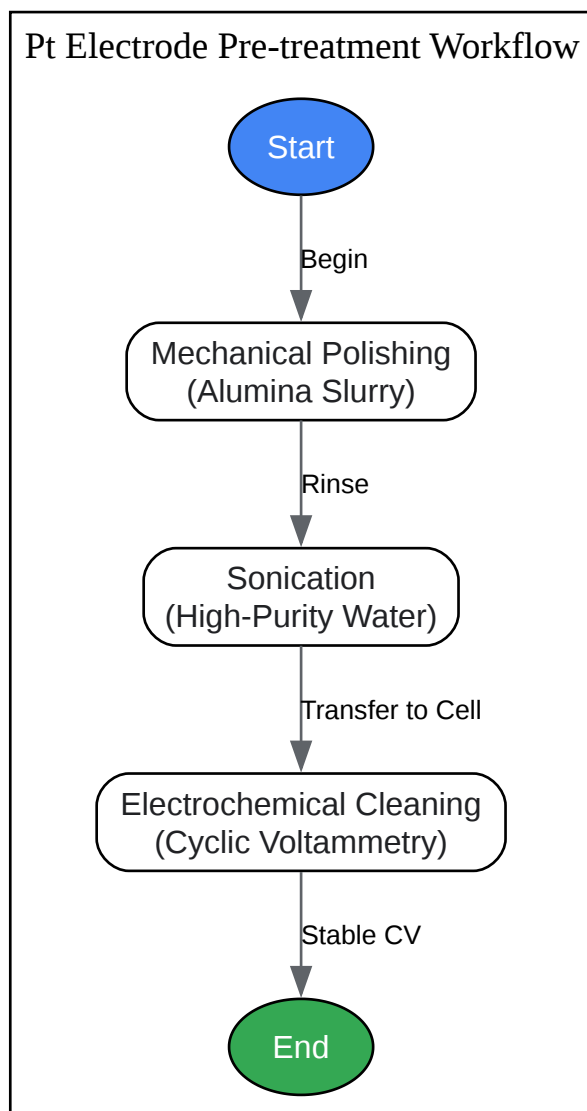 Pt Electrode Pre-treatment Workflow
Start
Begin
Mechanical Polishing
(Alumina Slurry)
Rinse
Sonication
(High-Purity Water)
Transfer to Cell
Electrochemical Cleaning
(Cyclic Voltammetry)
Stable CV
End